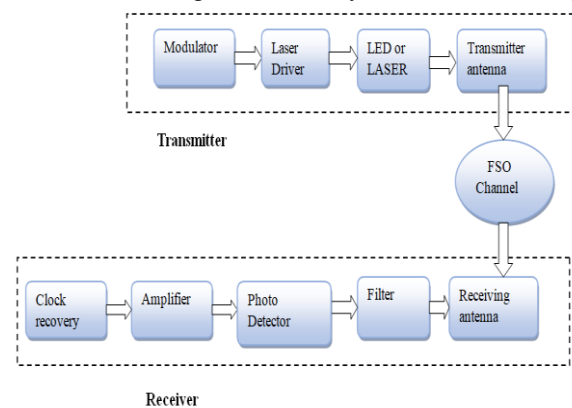 Modulator
Laser
Driver
LED or
LASER
Transmitter
antenna
Transmitter
FSO
Channel
Clock
recovery
Amplifier
Photo
Detector
Filter
Receiving
antenna
Receiver